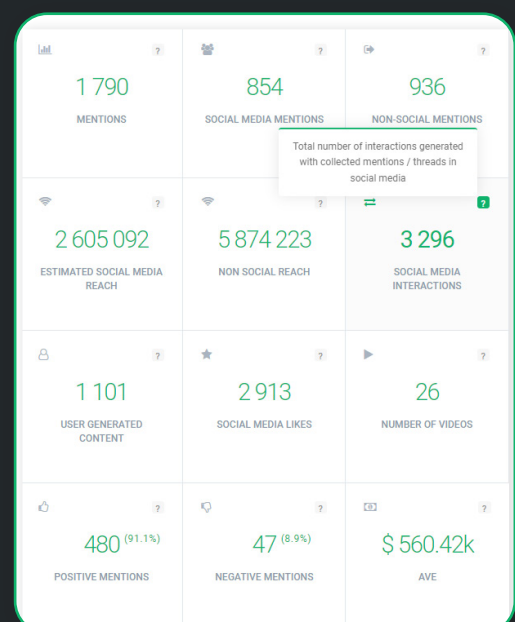 ? ? ?
1 790 854 936
MENTIONS SOCIAL MEDIA MENTIONS NON-SOCIAL MENTIONS
Total number of interactions generated
with collected mentions / threads in
social media
? ? ?
2 605 092 5 874 223 3 296
ESTIMATED SOCIAL MEDIA NON SOCIAL REACH SOCIAL MEDIA
REACH INTERACTIONS
? ? ?
1 101 2 913 26
USER GENERATED SOCIAL MEDIA LIKES NUMBER OF VIDEOS
CONTENT
? ? ?
480 (91.1%) 47 (8.9%) $ 560.42k
POSITIVE MENTIONS NEGATIVE MENTIONS AVE